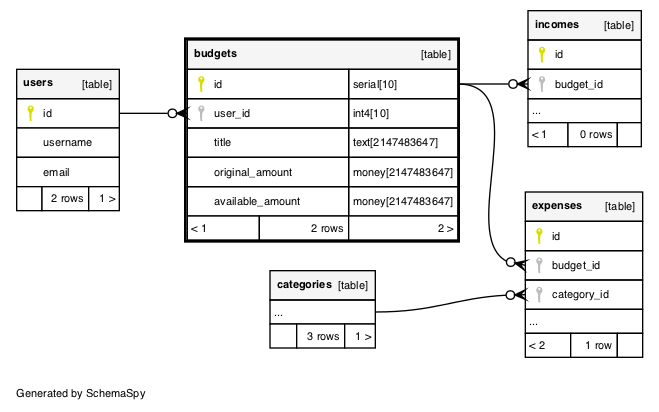 users [table]
id
username
email
2 rows 1 >
budgets [table]
id serial[10]
user_id int4[10]
title text[2147483647]
original_amount money[2147483647]
available_amount money[2147483647]
< 1 2 rows 2 >
incomes [table]
id
budget_id
...
< 1 0 rows
expenses [table]
id
budget_id
category_id
...
< 2 1 row
categories [table]
...
3 rows 1 >
Generated by SchemaSpy